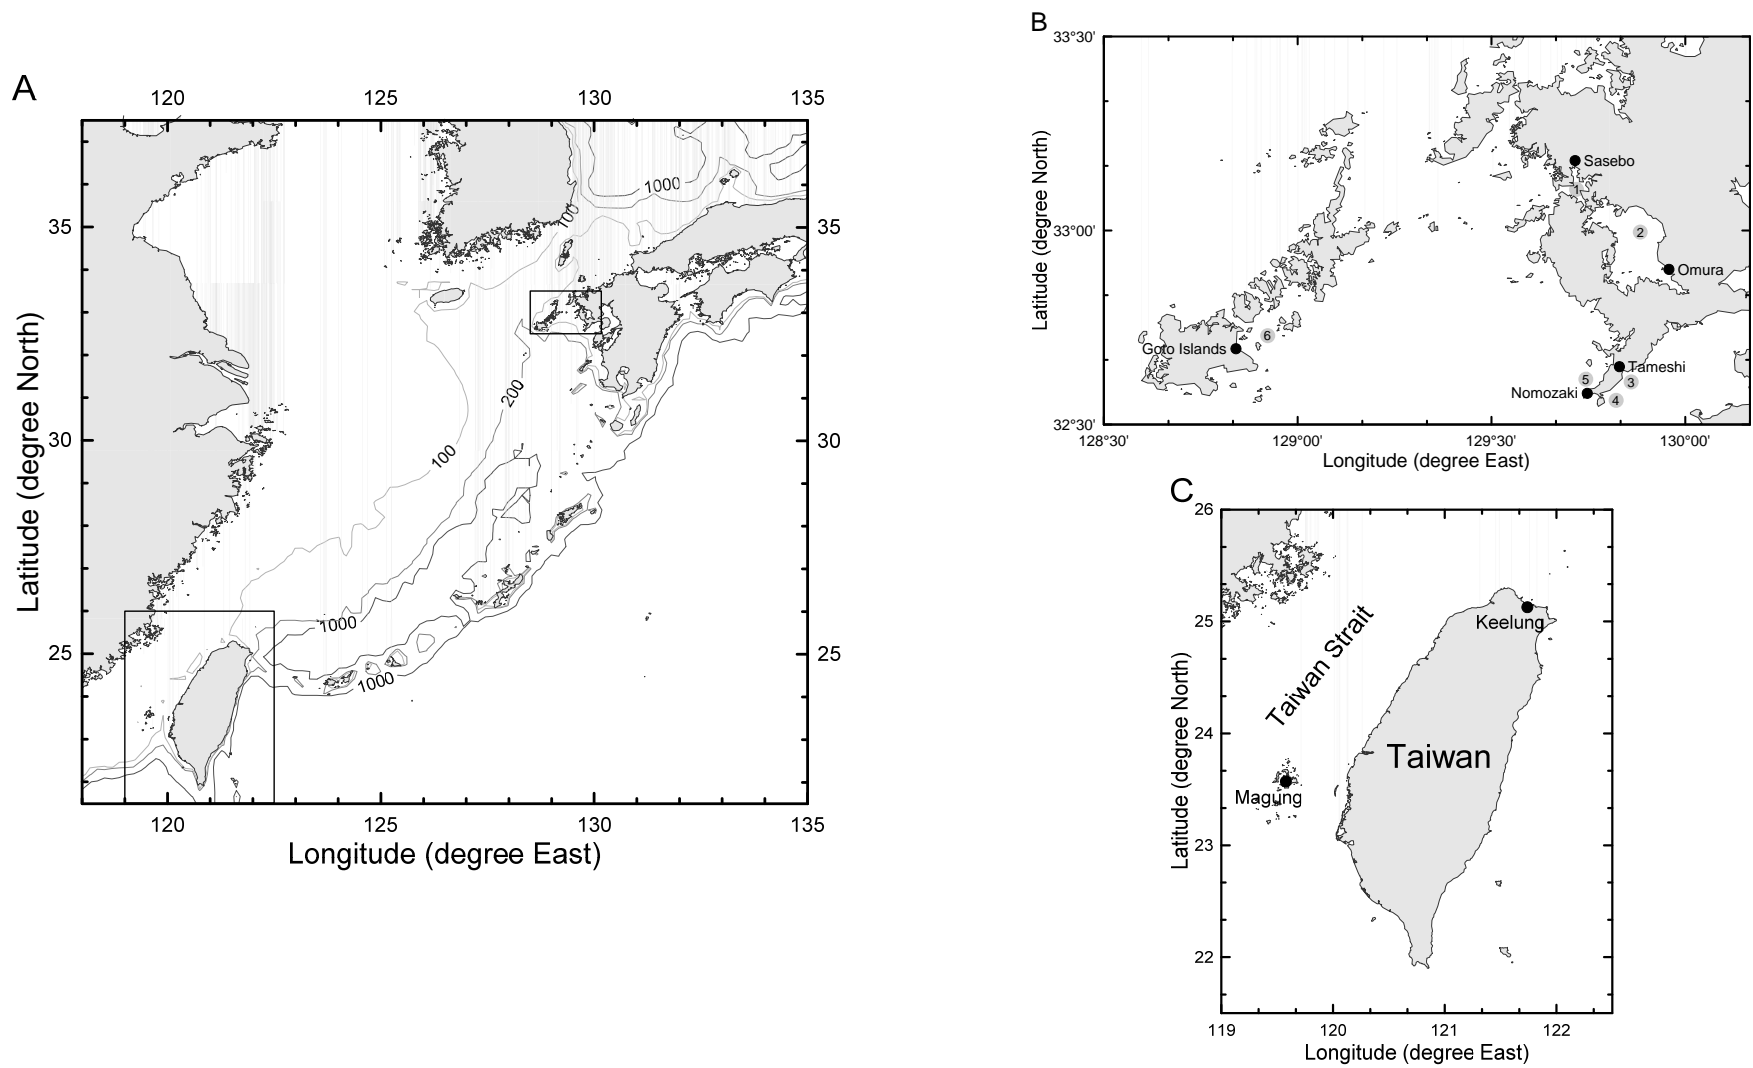 A
120
125
130
135
35
30
25
35
30
25
120
125
130
135
Latitude (degree North)
Longitude (degree East)
1000
100
200
100
1000
1000
B
33°30'
33°00'
32°30'
128°30'
129°00'
129°30'
130°00'
Latitude (degree North)
Longitude (degree East)
Sasebo
1
2
Omura
6
Goto Islands
Tameshi
5
3
Nomozaki
4
C
26
25
24
23
22
119
120
121
122
Latitude (degree North)
Longitude (degree East)
Keelung
Taiwan Strait
Taiwan
Magung